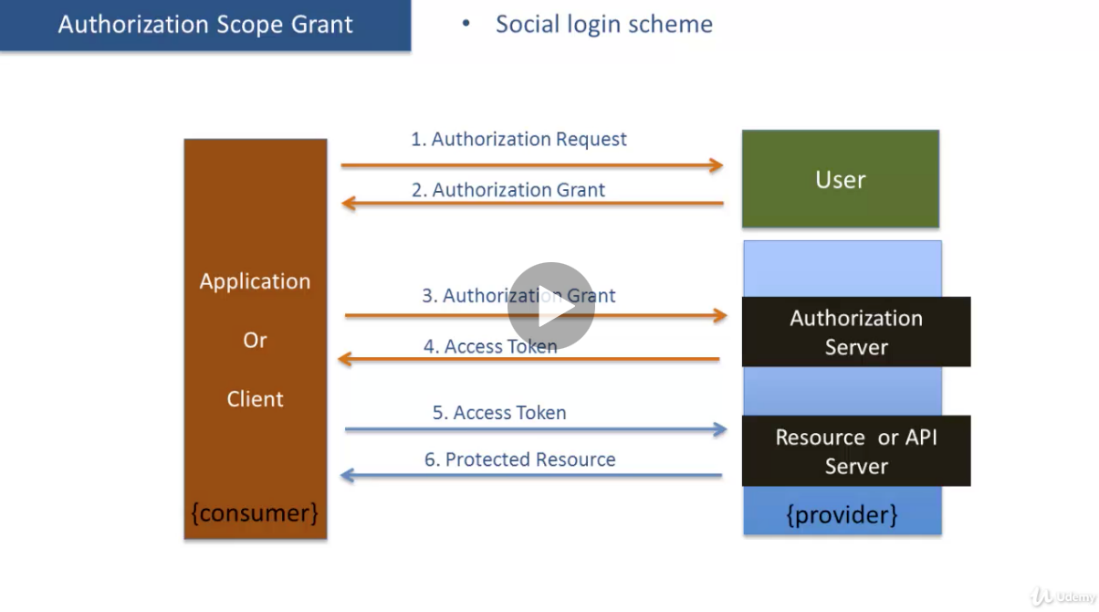 Authorization Scope Grant
• Social login scheme
1. Authorization Request
User
2. Authorization Grant
Application
Or
Client
{consumer}
3. Authorization Grant
Authorization
Server
4. Access Token
5. Access Token
Resource or API
Server
6. Protected Resource
{provider}
Udemy